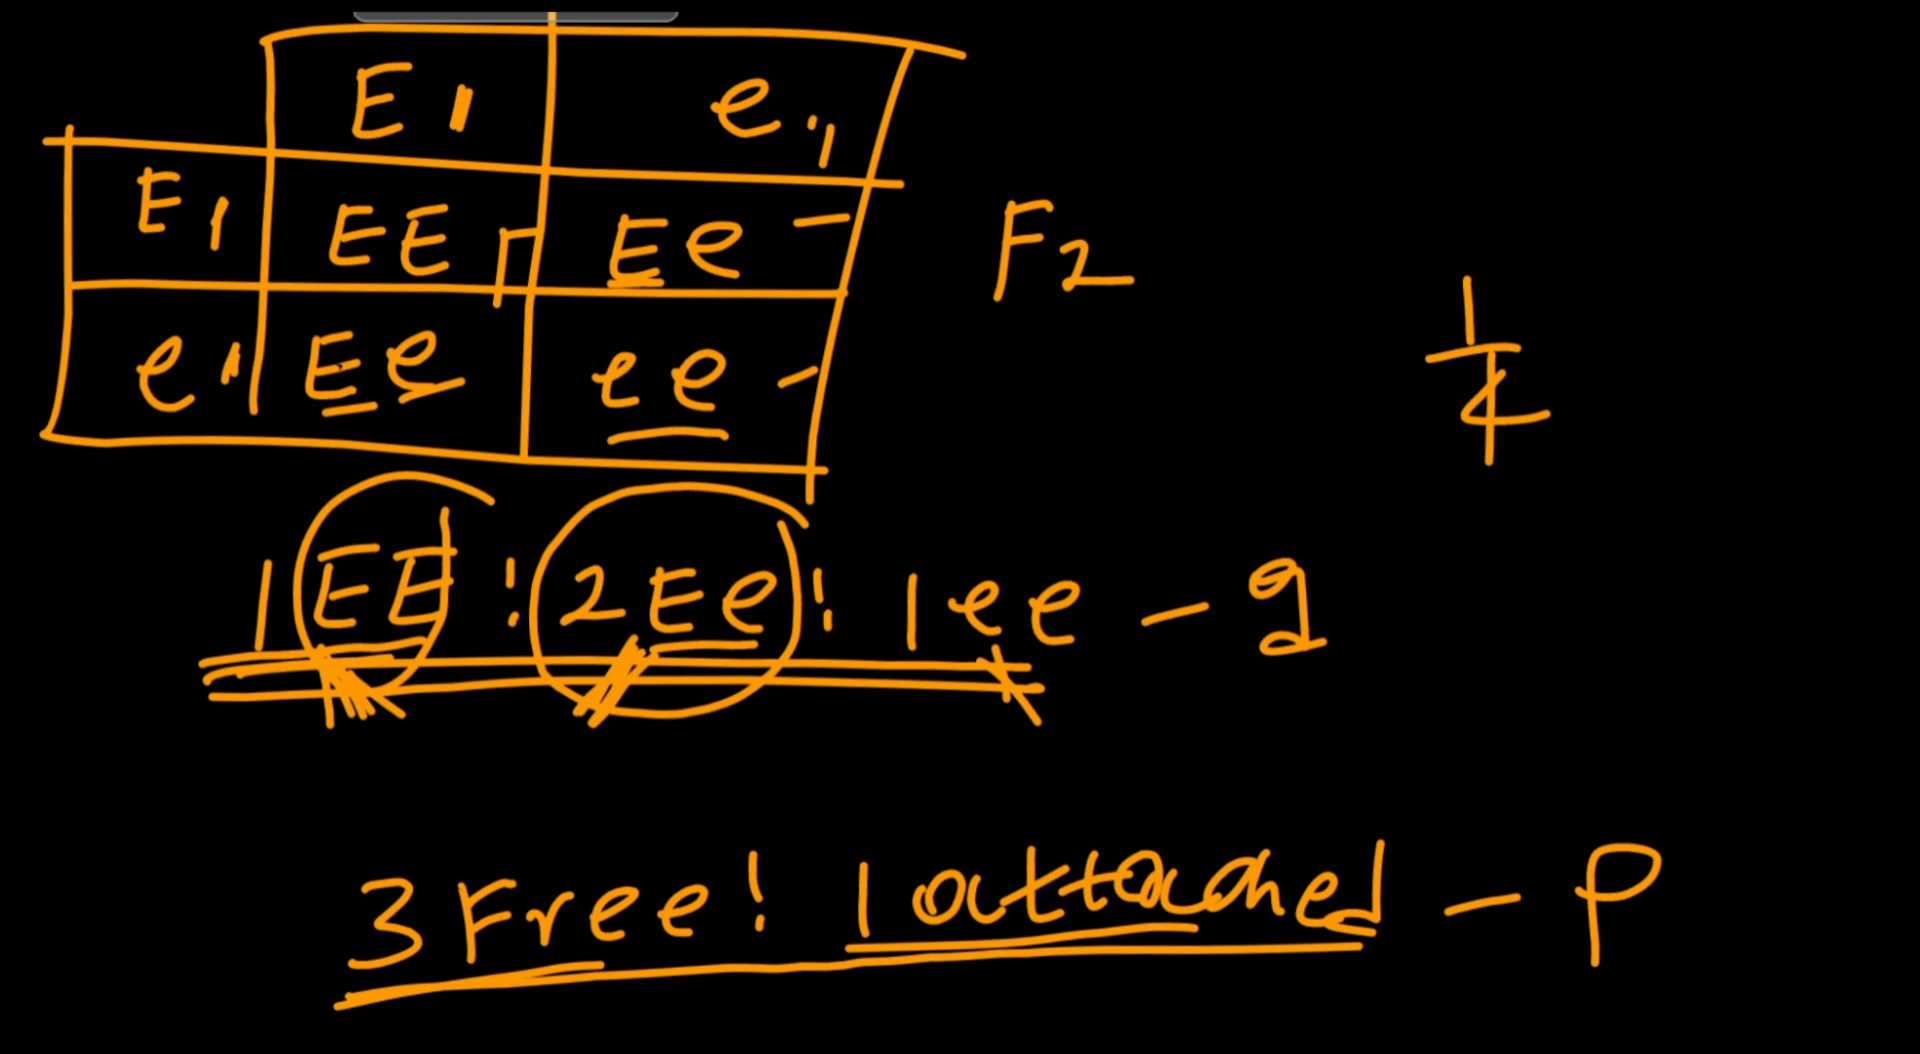 E e
E EE Ee F2
e Ee ee 1/4
1EE : 2Ee : 1ee - g
3 Free : 1 attached - P